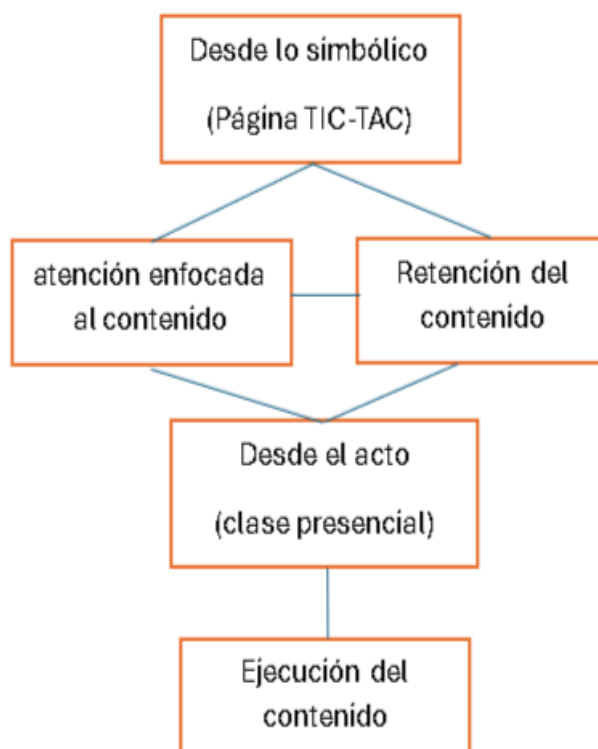 Desde lo simbólico
(Página TIC-TAC)
atención enfocada
al contenido
Retención del
contenido
Desde el acto
(clase presencial)
Ejecución del
contenido